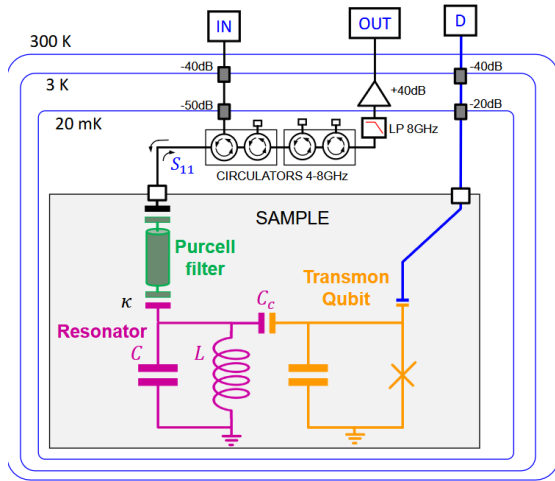 IN
OUT
D
300 K
-40dB
-40dB
3 K
+40dB
-50dB
-20dB
20 mK
LP 8GHz
S₁₁
CIRCULATORS 4-8GHz
SAMPLE
Purcell
filter
Transmon
Qubit
κ
C_c
Resonator
C
L